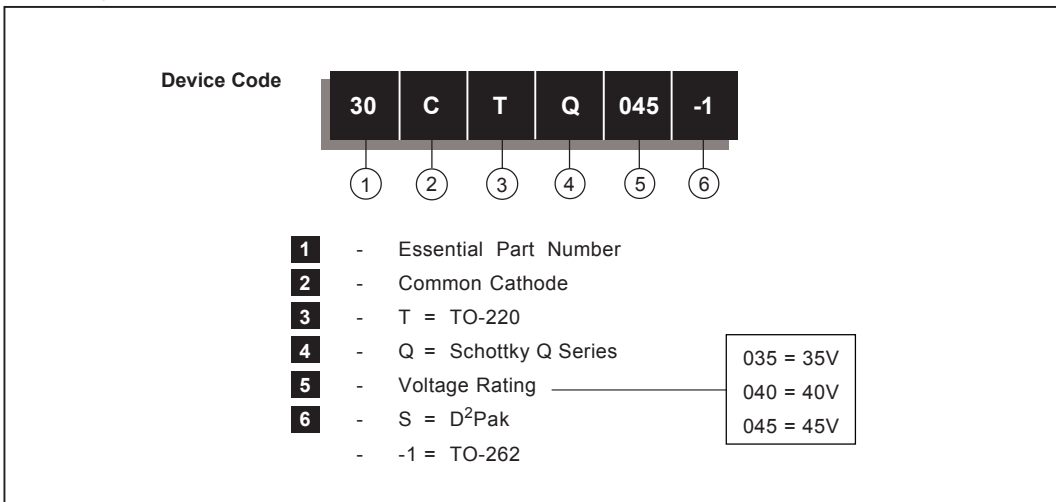 Device Code
30 C T Q 045 -1
1 2 3 4 5 6
1 - Essential Part Number
2 - Common Cathode
3 - T = TO-220
4 - Q = Schottky Q Series
5 - Voltage Rating
6 - S = D²Pak
- -1 = TO-262
035 = 35V
040 = 40V
045 = 45V